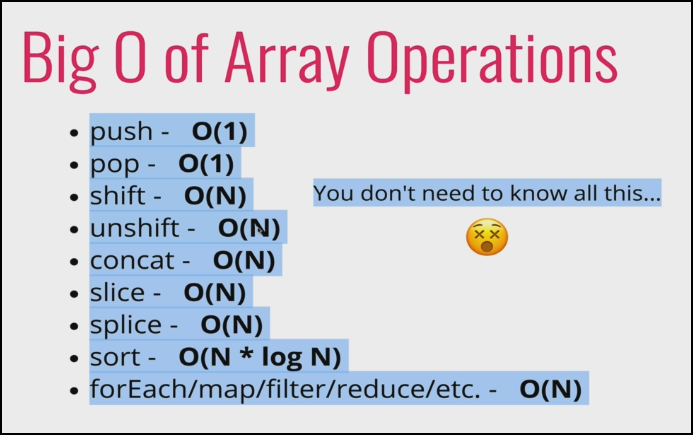 Big O of Array Operations
• push - O(1)
• pop - O(1)
• shift - O(N)
• unshift - O(N)
• concat - O(N)
• slice - O(N)
• splice - O(N)
• sort - O(N * log N)
• forEach/map/filter/reduce/etc. - O(N)
You don't need to know all this...